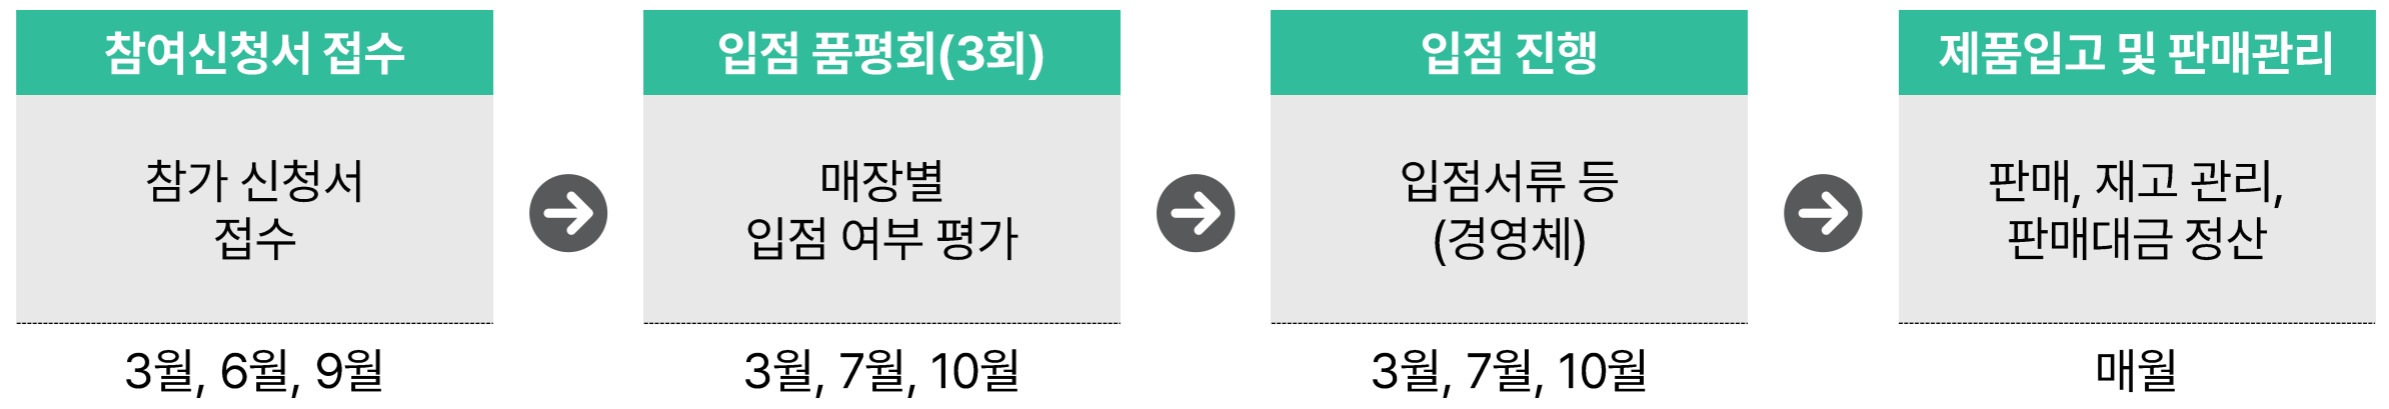 참여신청서 접수
참가 신청서
접수
3월, 6월, 9월
입점 품평회(3회)
매장별
입점 여부 평가
3월, 7월, 10월
입점 진행
입점서류 등
(경영체)
3월, 7월, 10월
제품입고 및 판매관리
판매, 재고 관리,
판매대금 정산
매월